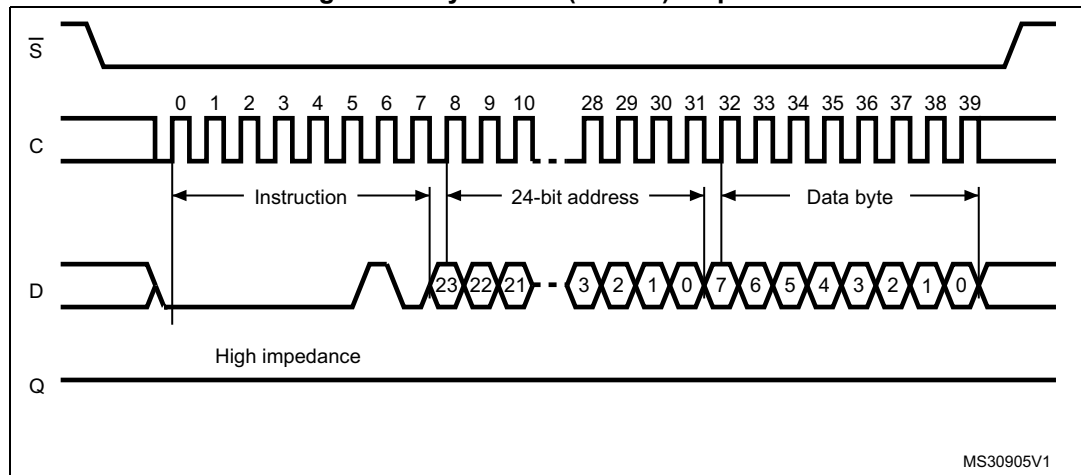 S
0 1 2 3 4 5 6 7 8 9 10 28 29 30 31 32 33 34 35 36 37 38 39
C
Instruction 24-bit address Data byte
D 23 22 21 3 2 1 0 7 6 5 4 3 2 1 0
High impedance
Q
MS30905V1